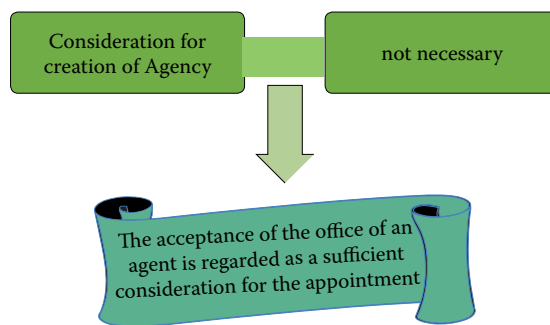 Consideration for
creation of Agency
not necessary
The acceptance of the office of an
agent is regarded as a sufficient
consideration for the appointment